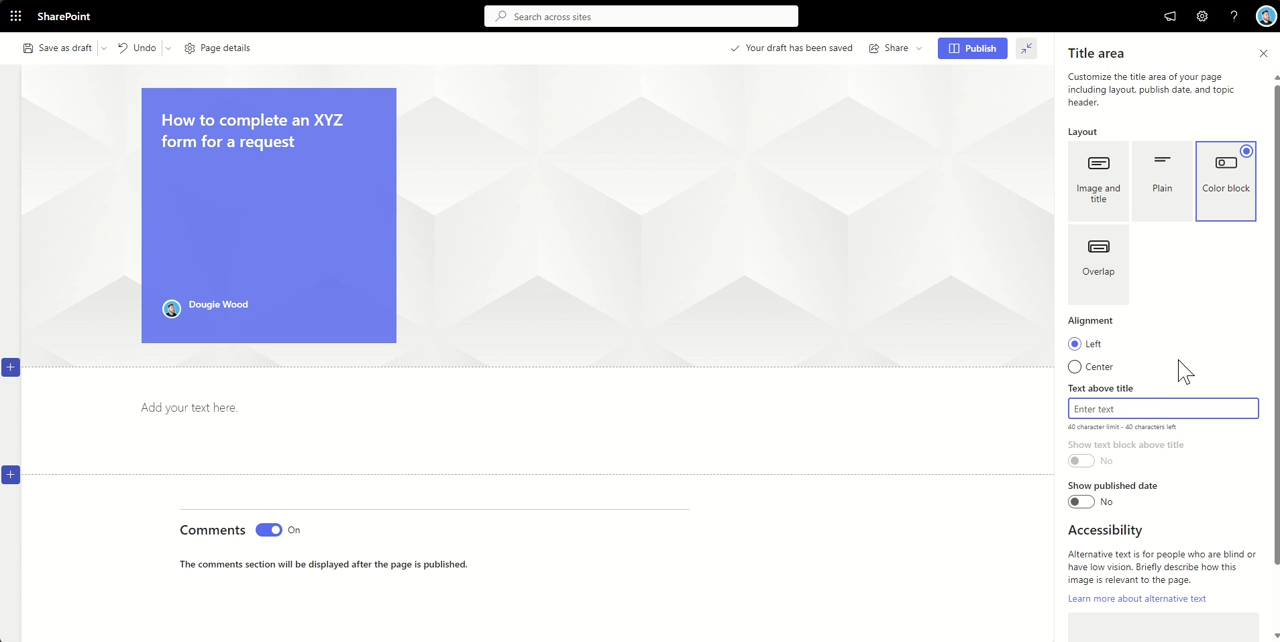 SharePoint
Search across sites
?
Save as draft
Undo
Page details
Your draft has been saved
Share
Publish
How to complete an XYZ
form for a request
Dougie Wood
Add your text here.
Comments
On
The comments section will be displayed after the page is published.
Title area
Customize the title area of your page
including layout, publish date, and topic
header.
Layout
Image and
title
Plain
Color block
Overlap
Alignment
Left
Center
Text above title
Enter text
40 character limit - 40 characters left
Show text block above title
No
Show published date
No
Accessibility
Alternative text is for people who are blind or
have low vision. Briefly describe how this
image is relevant to the page.
Learn more about alternative text